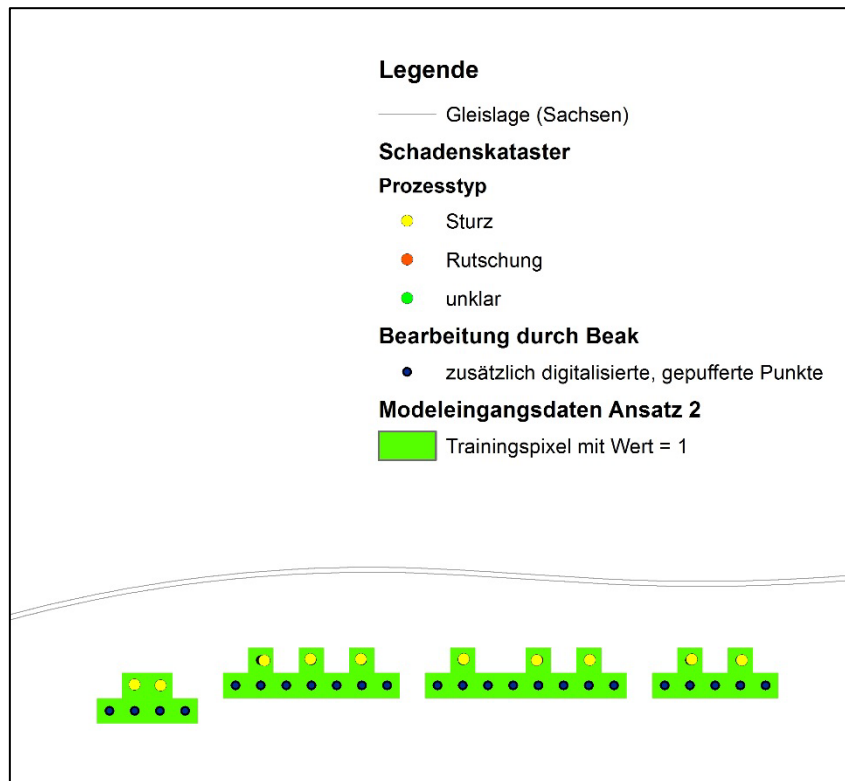 Legende
Gleislage (Sachsen)
Schadenskataster
Prozesstyp
Sturz
Rutschung
unklar
Bearbeitung durch Beak
zusätzlich digitalisierte, gepufferte Punkte
Modeleingangsdaten Ansatz 2
Trainingspixel mit Wert = 1